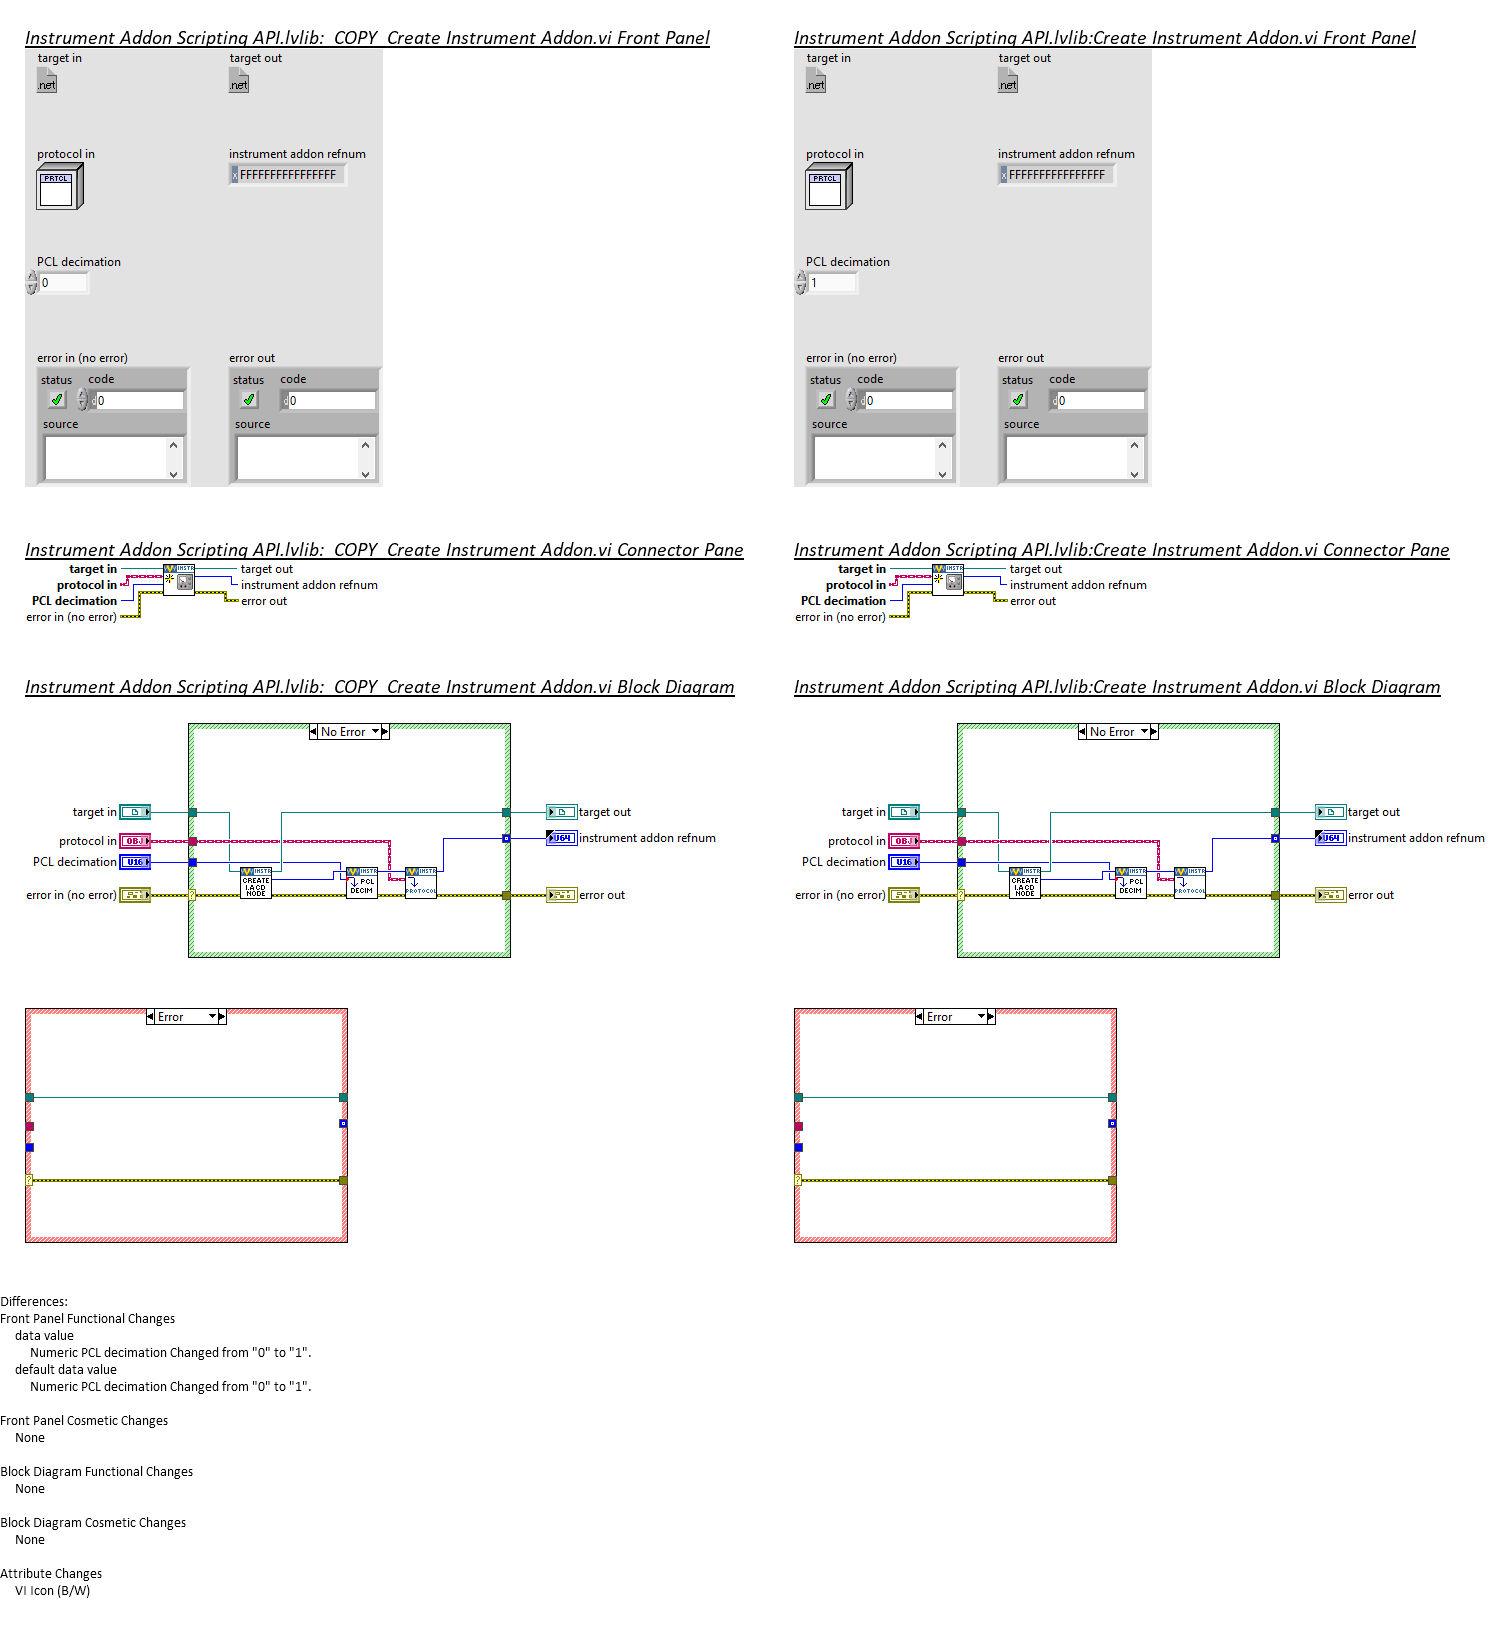 Instrument Addon Scripting API.lvlib:_COPY_Create Instrument Addon.vi Front Panel
target in
target out
.net
.net
protocol in
instrument addon refnum
PRTCL
x FFFFFFFFFFFFFFFF
PCL decimation
0
error in (no error)
error out
status code
status code
d 0
d 0
source
source
Instrument Addon Scripting API.lvlib:Create Instrument Addon.vi Front Panel
target in
target out
.net
.net
protocol in
instrument addon refnum
PRTCL
x FFFFFFFFFFFFFFFF
PCL decimation
1
error in (no error)
error out
status code
status code
d 0
d 0
source
source
Instrument Addon Scripting API.lvlib:_COPY_Create Instrument Addon.vi Connector Pane
target in
INSTR
target out
protocol in
instrument addon refnum
PCL decimation
error out
error in (no error)
Instrument Addon Scripting API.lvlib:Create Instrument Addon.vi Connector Pane
target in
INSTR
target out
protocol in
instrument addon refnum
PCL decimation
error out
error in (no error)
Instrument Addon Scripting API.lvlib:_COPY_Create Instrument Addon.vi Block Diagram
No Error
target in
target out
protocol in
OBJ
U64
instrument addon refnum
PCL decimation
U16
INSTR
CREATE
I.ACD
NODE
INSTR
PCL
DECIM
INSTR
PROTOCOL
error in (no error)
?
error out
Error
?
Instrument Addon Scripting API.lvlib:Create Instrument Addon.vi Block Diagram
No Error
target in
target out
protocol in
OBJ
U64
instrument addon refnum
PCL decimation
U16
INSTR
CREATE
I.ACD
NODE
INSTR
PCL
DECIM
INSTR
PROTOCOL
error in (no error)
?
error out
Error
?
Differences:
Front Panel Functional Changes
data value
Numeric PCL decimation Changed from "0" to "1".
default data value
Numeric PCL decimation Changed from "0" to "1".
Front Panel Cosmetic Changes
None
Block Diagram Functional Changes
None
Block Diagram Cosmetic Changes
None
Attribute Changes
VI Icon (B/W)